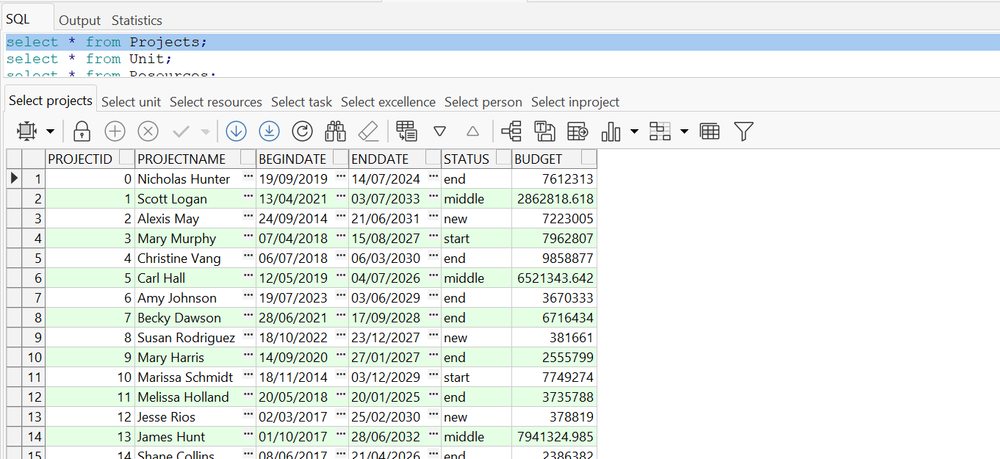 SQL Output Statistics
select * from Projects;
select * from Unit;
select * from Resources;
Select projects Select unit Select resources Select task Select excellence Select person Select inproject
PROJECTID PROJECTNAME BEGINDATE ENDDATE STATUS BUDGET
1 0 Nicholas Hunter ··· 19/09/2019 ··· 14/07/2024 ··· end 7612313
2 1 Scott Logan ··· 13/04/2021 ··· 03/07/2033 ··· middle 2862818.618
3 2 Alexis May ··· 24/09/2014 ··· 21/06/2031 ··· new 7223005
4 3 Mary Murphy ··· 07/04/2018 ··· 15/08/2027 ··· start 7962807
5 4 Christine Vang ··· 06/07/2018 ··· 06/03/2030 ··· end 9858877
6 5 Carl Hall ··· 12/05/2019 ··· 04/07/2026 ··· middle 6521343.642
7 6 Amy Johnson ··· 19/07/2023 ··· 03/06/2029 ··· end 3670333
8 7 Becky Dawson ··· 28/06/2021 ··· 17/09/2028 ··· end 6716434
9 8 Susan Rodriguez ··· 18/10/2022 ··· 23/12/2027 ··· new 381661
10 9 Mary Harris ··· 14/09/2020 ··· 27/01/2027 ··· end 2555799
11 10 Marissa Schmidt ··· 18/11/2014 ··· 03/12/2029 ··· start 7749274
12 11 Melissa Holland ··· 20/05/2018 ··· 20/01/2025 ··· end 3735788
13 12 Jesse Rios ··· 02/03/2017 ··· 25/02/2030 ··· new 378819
14 13 James Hunt ··· 01/10/2017 ··· 28/06/2032 ··· middle 7941324.985
15 14 Shane Collins ··· 08/06/2017 ··· 21/04/2026 ··· end 2386382